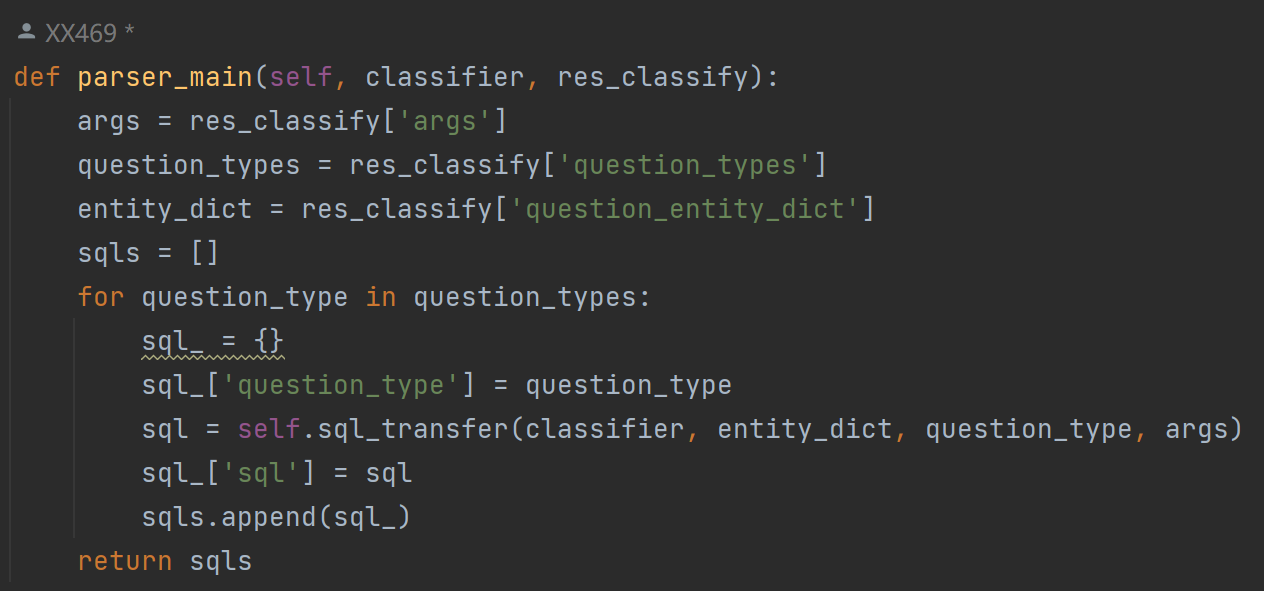 XX469 *
def parser_main(self, classifier, res_classify):
    args = res_classify['args']
    question_types = res_classify['question_types']
    entity_dict = res_classify['question_entity_dict']
    sqls = []
    for question_type in question_types:
        sql_ = {}
        sql_['question_type'] = question_type
        sql = self.sql_transfer(classifier, entity_dict, question_type, args)
        sql_['sql'] = sql
        sqls.append(sql_)
    return sqls